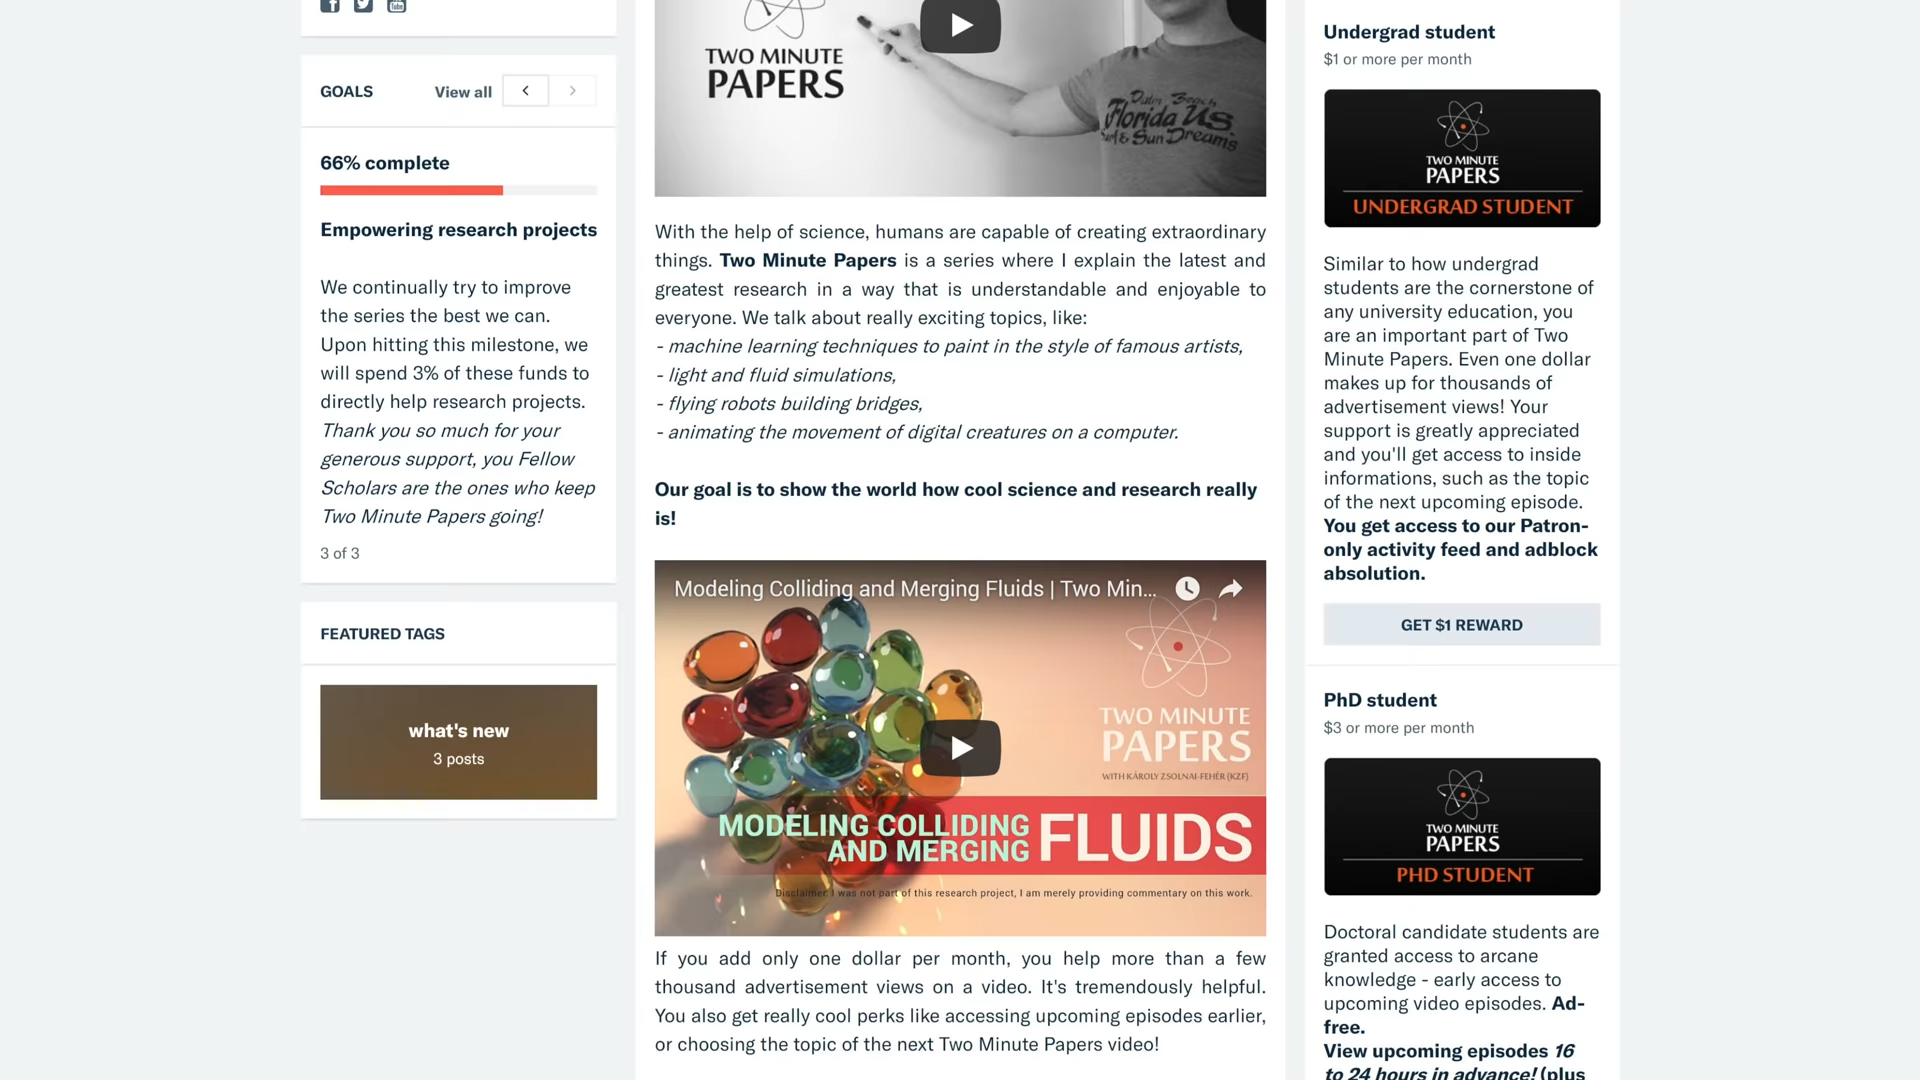 GOALS
View all
66% complete
Empowering research projects
We continually try to improve
the series the best we can.
Upon hitting this milestone, we
will spend 3% of these funds to
directly help research projects.
Thank you so much for your
generous support, you Fellow
Scholars are the ones who keep
Two Minute Papers going!
3 of 3
FEATURED TAGS
what's new
3 posts
TWO MINUTE
PAPERS
Florida US
Surf & Sun Dreams
With the help of science, humans are capable of creating extraordinary
things. Two Minute Papers is a series where I explain the latest and
greatest research in a way that is understandable and enjoyable to
everyone. We talk about really exciting topics, like:
- machine learning techniques to paint in the style of famous artists,
- light and fluid simulations,
- flying robots building bridges,
- animating the movement of digital creatures on a computer.
Our goal is to show the world how cool science and research really
is!
Modeling Colliding and Merging Fluids | Two Min...
TWO MINUTE
PAPERS
WITH KÁROLY ZSOLNAI-FEHÉR (KZF)
MODELING COLLIDING
AND MERGING
FLUIDS
Disclaimer: I was not part of this research project, I am merely providing commentary on this work.
If you add only one dollar per month, you help more than a few
thousand advertisement views on a video. It's tremendously helpful.
You also get really cool perks like accessing upcoming episodes earlier,
or choosing the topic of the next Two Minute Papers video!
Undergrad student
$1 or more per month
TWO MINUTE
PAPERS
UNDERGRAD STUDENT
Similar to how undergrad
students are the cornerstone of
any university education, you
are an important part of Two
Minute Papers. Even one dollar
makes up for thousands of
advertisement views! Your
support is greatly appreciated
and you'll get access to inside
informations, such as the topic
of the next upcoming episode.
You get access to our Patron-
only activity feed and adblock
absolution.
GET $1 REWARD
PhD student
$3 or more per month
TWO MINUTE
PAPERS
PHD STUDENT
Doctoral candidate students are
granted access to arcane
knowledge - early access to
upcoming video episodes. Ad-
free.
View upcoming episodes 16
to 24 hours in advance! (plus